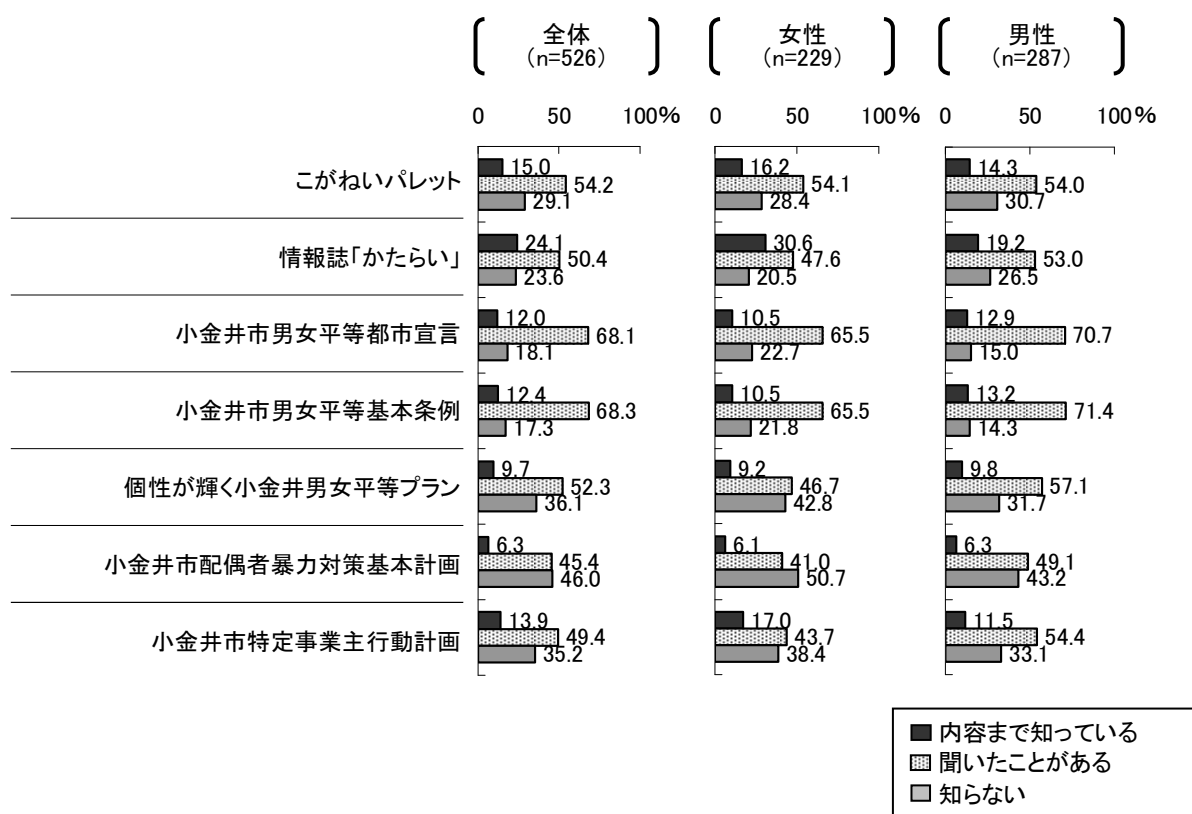 全体
(n=526)
女性
(n=229)
男性
(n=287)
0 50 100%
0 50 100%
0 50 100%
こがねいパレット
15.0 16.2 14.3
54.2 54.1 54.0
29.1 28.4 30.7
情報誌「かたらい」
24.1 30.6 19.2
50.4 47.6 53.0
23.6 20.5 26.5
小金井市男女平等都市宣言
12.0 10.5 12.9
68.1 65.5 70.7
18.1 22.7 15.0
小金井市男女平等基本条例
12.4 10.5 13.2
68.3 65.5 71.4
17.3 21.8 14.3
個性が輝く小金井男女平等プラン
9.7 9.2 9.8
52.3 46.7 57.1
36.1 42.8 31.7
小金井市配偶者暴力対策基本計画
6.3 6.1 6.3
45.4 41.0 49.1
46.0 50.7 43.2
小金井市特定事業主行動計画
13.9 17.0 11.5
49.4 43.7 54.4
35.2 38.4 33.1
内容まで知っている
聞いたことがある
知らない